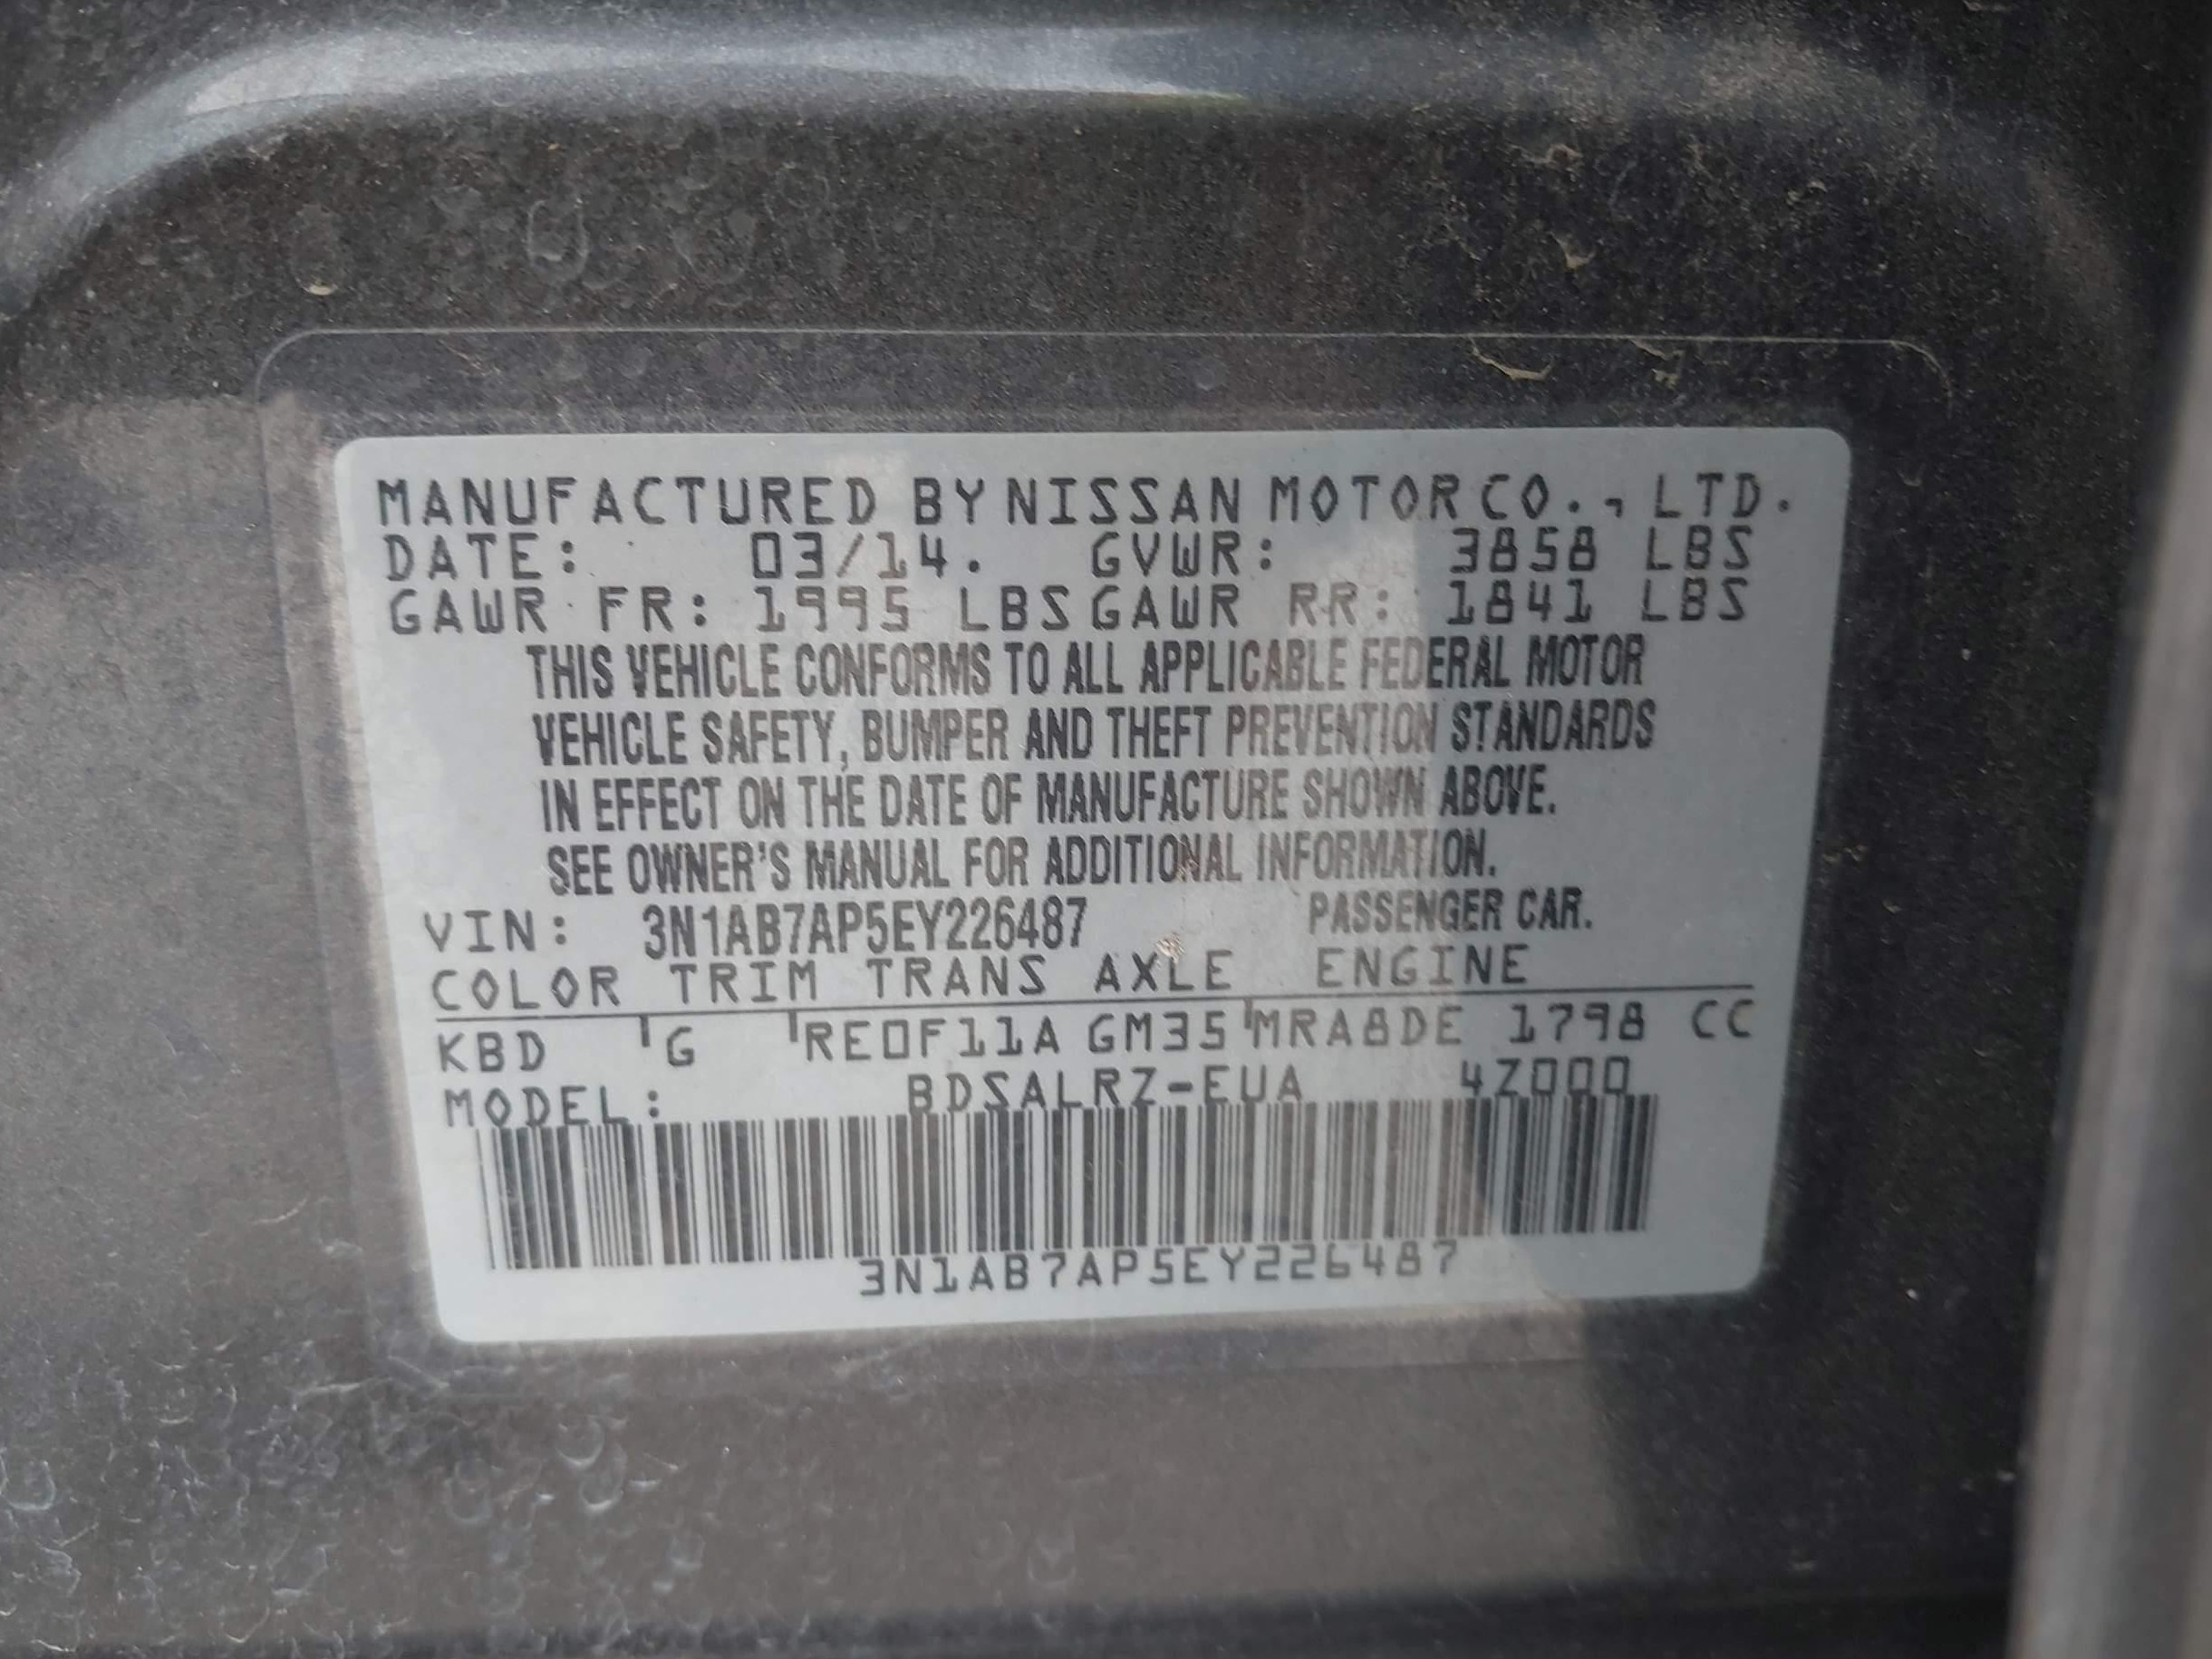 MANUFACTURED BY NISSAN MOTOR CO., LTD.
DATE: 03/14. GVWR: 3858 LBS
GAWR FR: 1995 LBS GAWR RR: 1841 LBS
THIS VEHICLE CONFORMS TO ALL APPLICABLE FEDERAL MOTOR
VEHICLE SAFETY, BUMPER AND THEFT PREVENTION STANDARDS
IN EFFECT ON THE DATE OF MANUFACTURE SHOWN ABOVE.
SEE OWNER'S MANUAL FOR ADDITIONAL INFORMATION.
VIN: 3N1AB7AP5EY226487 PASSENGER CAR.
COLOR TRIM TRANS AXLE ENGINE
KBD G RE0F11A GM35 MRA8DE 1798 CC
MODEL: BDSALRZ-EUA 4Z000
3N1AB7AP5EY226487